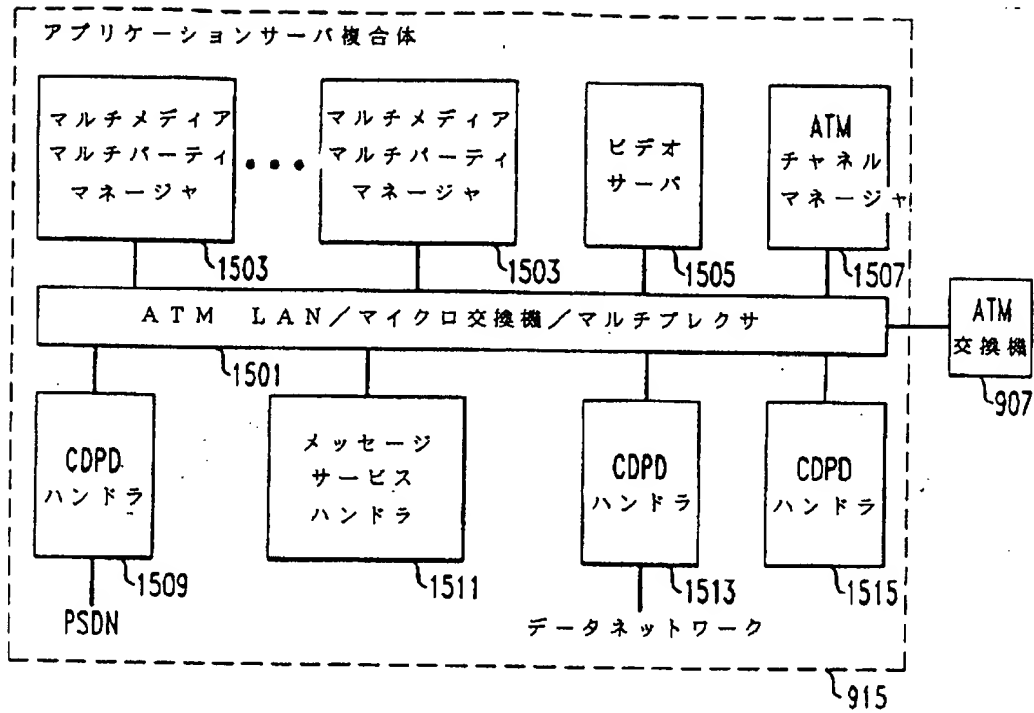 アプリケーションサーバ複合体
マルチメディア
マルチパーティ
マネージャ
1503
マルチメディア
マルチパーティ
マネージャ
1503
ビデオ
サーバ
1505
ATM
チャネル
マネージャ
1507
ATM LAN/マイクロ交換機/マルチプレクサ
1501
ATM
交換機
907
CDPD
ハンドラ
1509
PSDN
メッセージ
サービス
ハンドラ
1511
CDPD
ハンドラ
1513
データネットワーク
CDPD
ハンドラ
1515
915